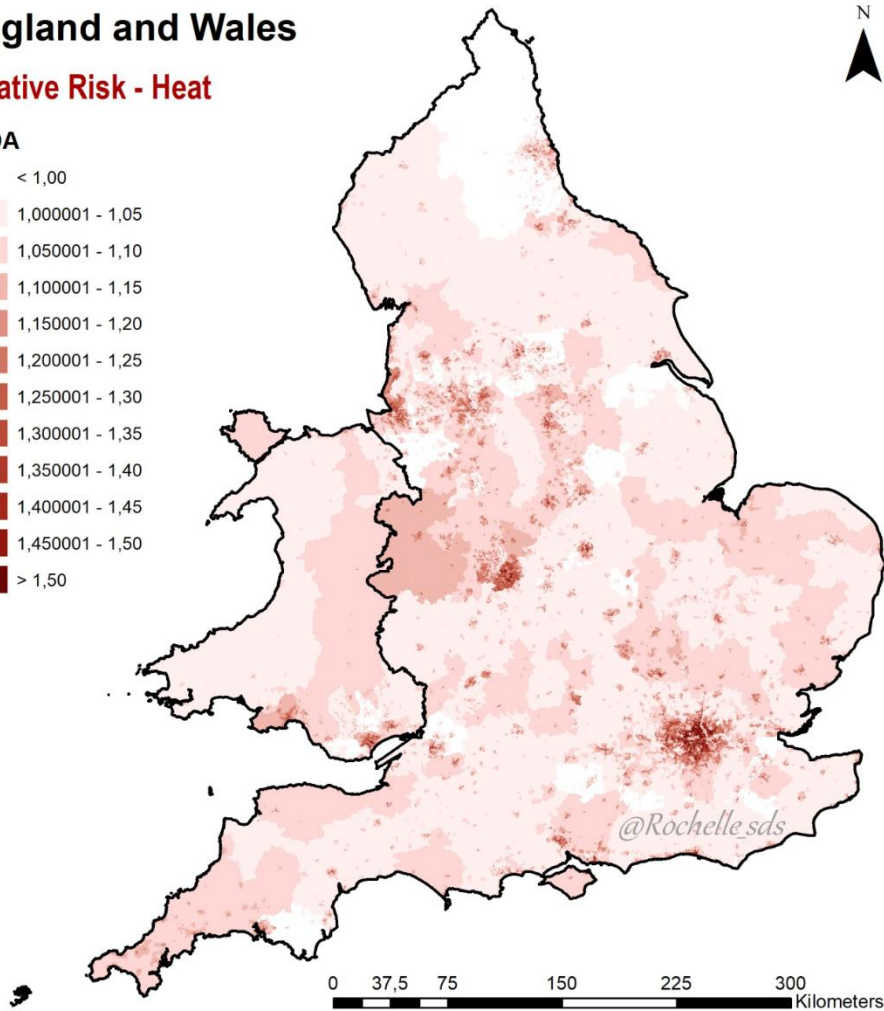 gland and Wales
ative Risk - Heat
OA
< 1,00
1,000001 - 1,05
1,050001 - 1,10
1,100001 - 1,15
1,150001 - 1,20
1,200001 - 1,25
1,250001 - 1,30
1,300001 - 1,35
1,350001 - 1,40
1,400001 - 1,45
1,450001 - 1,50
> 1,50
N
@Rochelle_sds
0 37,5 75 150 225 300
Kilometers